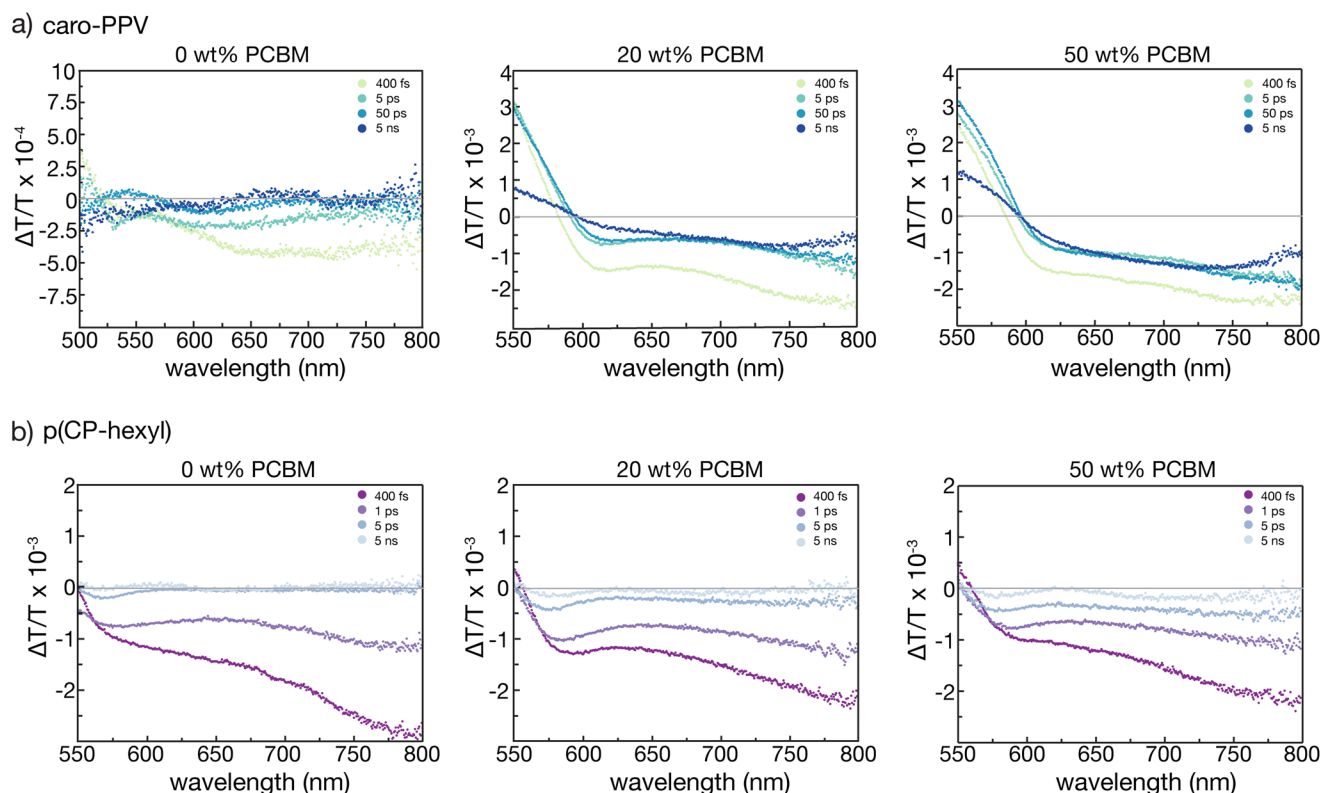 a) caro-PPV
0 wt% PCBM
20 wt% PCBM
50 wt% PCBM
ΔT/T x 10⁻⁴
10
7.5
5.0
2.5
0
-2.5
-5.0
-7.5
400 fs
5 ps
50 ps
5 ns
500 550 600 650 700 750 800
wavelength (nm)
ΔT/T x 10⁻³
4
3
2
1
0
-1
-2
400 fs
5 ps
50 ps
5 ns
550 600 650 700 750 800
wavelength (nm)
ΔT/T x 10⁻³
4
3
2
1
0
-1
-2
400 fs
5 ps
50 ps
5 ns
550 600 650 700 750 800
wavelength (nm)
b) p(CP-hexyl)
0 wt% PCBM
20 wt% PCBM
50 wt% PCBM
ΔT/T x 10⁻³
2
1
0
-1
-2
400 fs
1 ps
5 ps
5 ns
550 600 650 700 750 800
wavelength (nm)
ΔT/T x 10⁻³
2
1
0
-1
-2
400 fs
1 ps
5 ps
5 ns
550 600 650 700 750 800
wavelength (nm)
ΔT/T x 10⁻³
2
1
0
-1
-2
400 fs
1 ps
5 ps
5 ns
550 600 650 700 750 800
wavelength (nm)